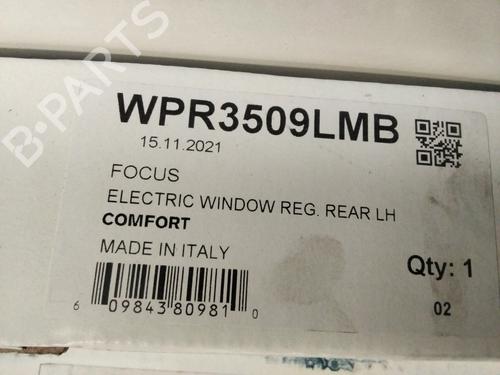 WPR3509LMB
15.11.2021
FOCUS
ELECTRIC WINDOW REG. REAR LH
COMFORT
MADE IN ITALY
Qty: 1
6 09843 80981 0
02
B-PARTS